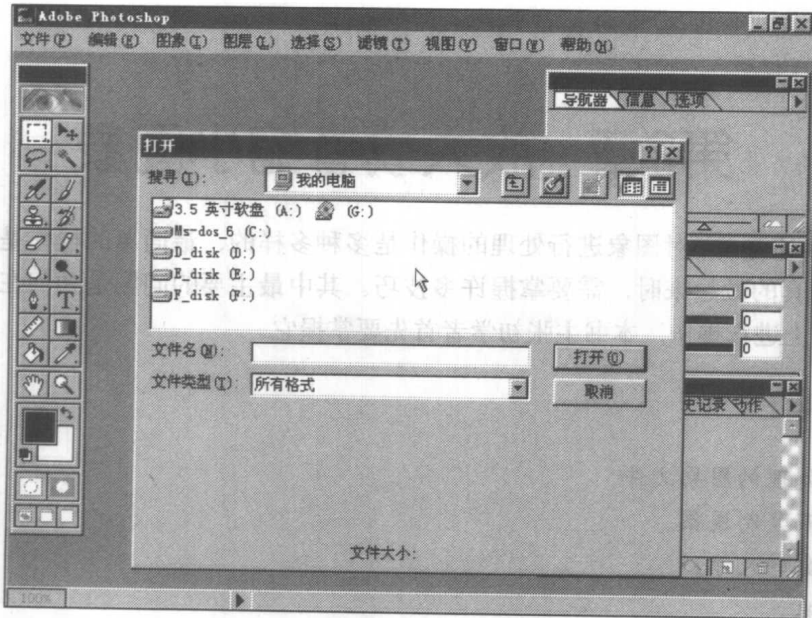 Adobe Photoshop
文件(F) 编辑(E) 图象(I) 图层(L) 选择(S) 滤镜(T) 视图(V) 窗口(W) 帮助(H)
导航器 信息 选项
打开
搜寻(I): 我的电脑
3.5 英寸软盘 (A:) (G:)
Ms-dos_6 (C:)
D_disk (D:)
E_disk (E:)
F_disk (F:)
0
0
0
文件名(N): 打开(O)
文件类型(T): 所有格式 取消
史记录 动作
文件大小:
100%